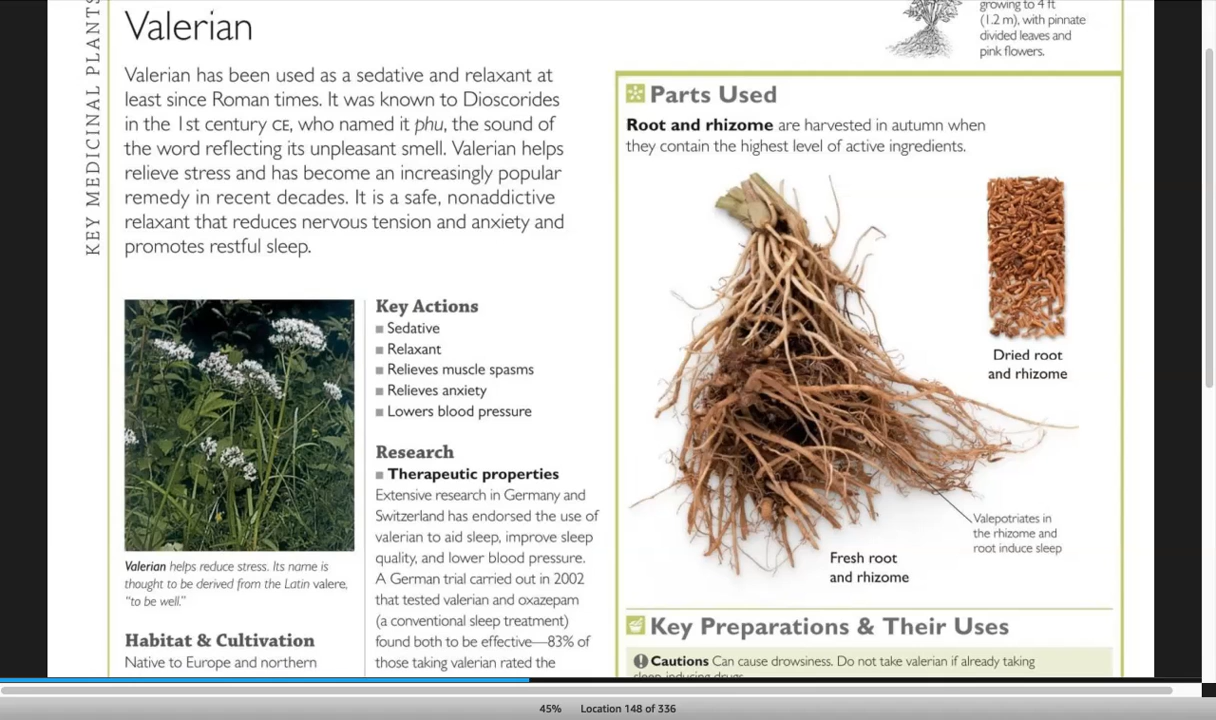 KEY MEDICINAL PLANTS
Valerian
Valerian has been used as a sedative and relaxant at
least since Roman times. It was known to Dioscorides
in the 1st century CE, who named it phu, the sound of
the word reflecting its unpleasant smell. Valerian helps
relieve stress and has become an increasingly popular
remedy in recent decades. It is a safe, nonaddictive
relaxant that reduces nervous tension and anxiety and
promotes restful sleep.
Valerian helps reduce stress. Its name is
thought to be derived from the Latin valere,
"to be well."
Habitat & Cultivation
Native to Europe and northern
Key Actions
■ Sedative
■ Relaxant
■ Relieves muscle spasms
■ Relieves anxiety
■ Lowers blood pressure
Research
■ Therapeutic properties
Extensive research in Germany and
Switzerland has endorsed the use of
valerian to aid sleep, improve sleep
quality, and lower blood pressure.
A German trial carried out in 2002
that tested valerian and oxazepam
(a conventional sleep treatment)
found both to be effective—83% of
those taking valerian rated the
growing to 4 ft
(1.2 m), with pinnate
divided leaves and
pink flowers.
Parts Used
Root and rhizome are harvested in autumn when
they contain the highest level of active ingredients.
Dried root
and rhizome
Valepotriates in
the rhizome and
root induce sleep
Fresh root
and rhizome
Key Preparations & Their Uses
Cautions Can cause drowsiness. Do not take valerian if already taking
sleep-inducing drugs.
45% Location 148 of 336